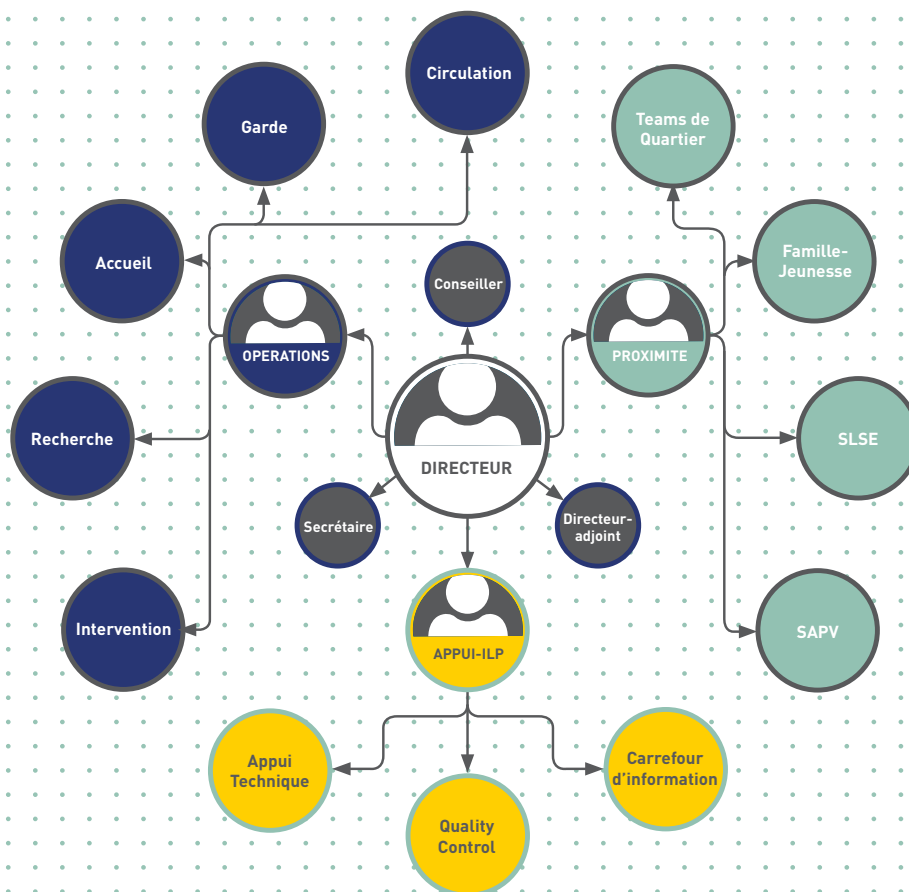 Circulation
Garde
Teams de
Quartier
Accueil
Famille-
Jeunesse
Conseiller
OPERATIONS
PROXIMITE
Recherche
DIRECTEUR
SLSE
Secrétaire
Directeur-
adjoint
Intervention
APPUI-ILP
SAPV
Appui
Technique
Carrefour
d'information
Quality
Control